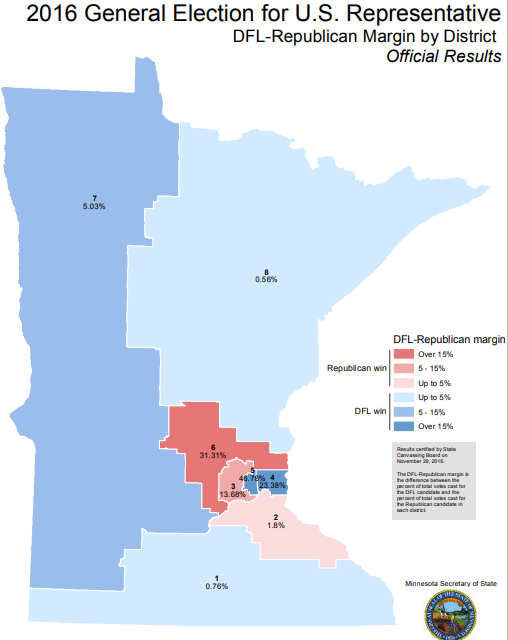 2016 General Election for U.S. Representative
DFL-Republican Margin by District
Official Results
7
5.03%
8
0.56%
DFL-Republican margin
Republican win
Over 15%
5 - 15%
Up to 5%
DFL win
Up to 5%
5 - 15%
Over 15%
6
31.31%
5
46.78%
4
23.38%
3
13.68%
2
1.8%
1
0.76%
Results certified by State
Canvassing Board on
November 29, 2016.
The DFL-Republican margin is
the difference between the
percent of total votes cast for
the DFL candidate and the
percent of total votes cast for
the Republican candidate in
each district.
Minnesota Secretary of State